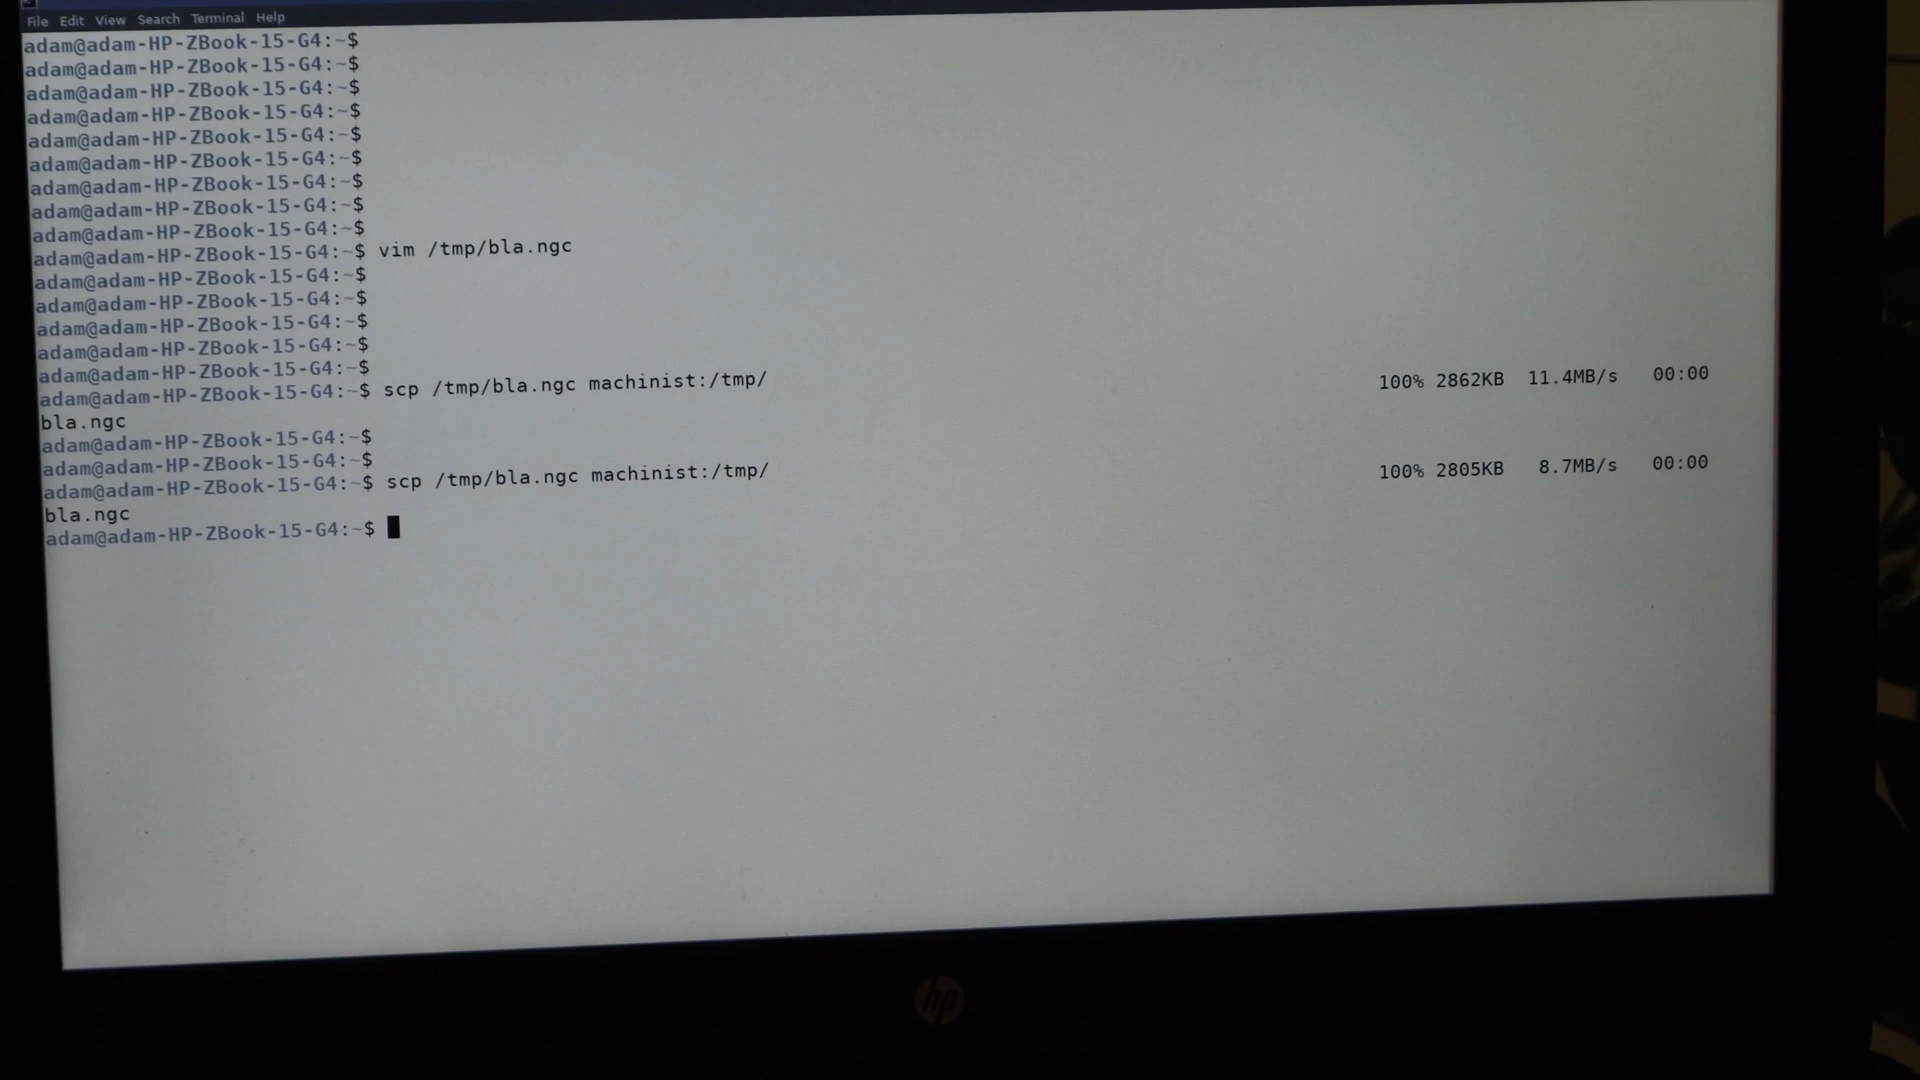 File Edit View Search Terminal Help
adam@adam-HP-ZBook-15-G4:~$
adam@adam-HP-ZBook-15-G4:~$
adam@adam-HP-ZBook-15-G4:~$
adam@adam-HP-ZBook-15-G4:~$
adam@adam-HP-ZBook-15-G4:~$
adam@adam-HP-ZBook-15-G4:~$
adam@adam-HP-ZBook-15-G4:~$
adam@adam-HP-ZBook-15-G4:~$
adam@adam-HP-ZBook-15-G4:~$
adam@adam-HP-ZBook-15-G4:~$ vim /tmp/bla.ngc
adam@adam-HP-ZBook-15-G4:~$
adam@adam-HP-ZBook-15-G4:~$
adam@adam-HP-ZBook-15-G4:~$
adam@adam-HP-ZBook-15-G4:~$
adam@adam-HP-ZBook-15-G4:~$
adam@adam-HP-ZBook-15-G4:~$ scp /tmp/bla.ngc machinist:/tmp/
bla.ngc 100% 2862KB 11.4MB/s 00:00
adam@adam-HP-ZBook-15-G4:~$
adam@adam-HP-ZBook-15-G4:~$
adam@adam-HP-ZBook-15-G4:~$ scp /tmp/bla.ngc machinist:/tmp/
bla.ngc 100% 2805KB 8.7MB/s 00:00
adam@adam-HP-ZBook-15-G4:~$
hp